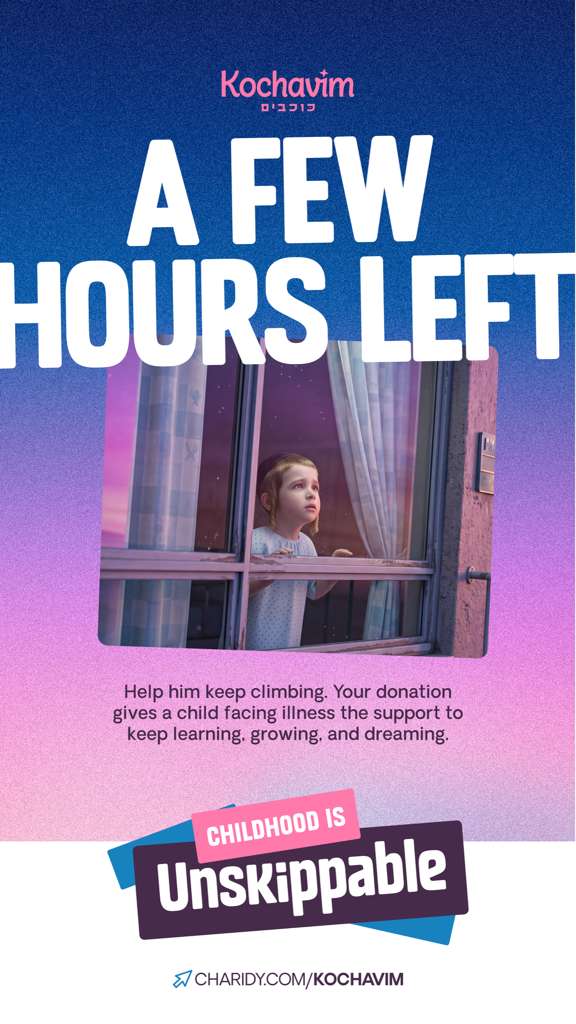 Kochavim
כוכבים
A FEW
HOURS LEFT
Help him keep climbing. Your donation
gives a child facing illness the support to
keep learning, growing, and dreaming.
CHILDHOOD IS
Unskippable
CHARIDY.COM/KOCHAVIM